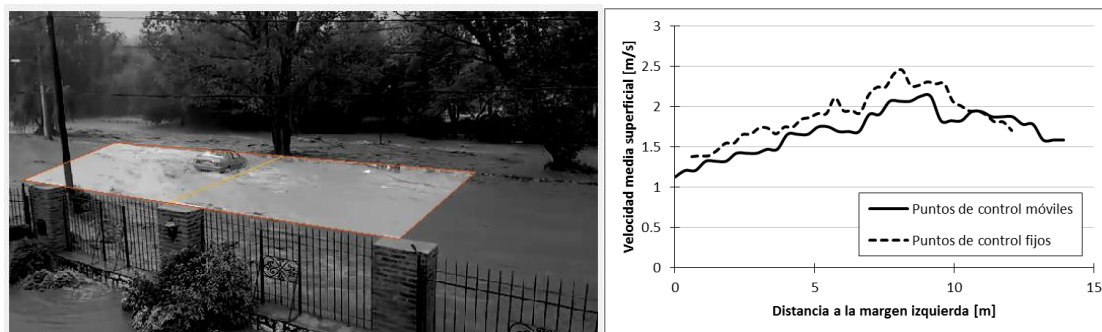 Velocidad media superficial [m/s]
3
2.5
2
1.5
1
0.5
0
0 5 10 15
Puntos de control móviles
Puntos de control fijos
Distancia a la margen izquierda [m]